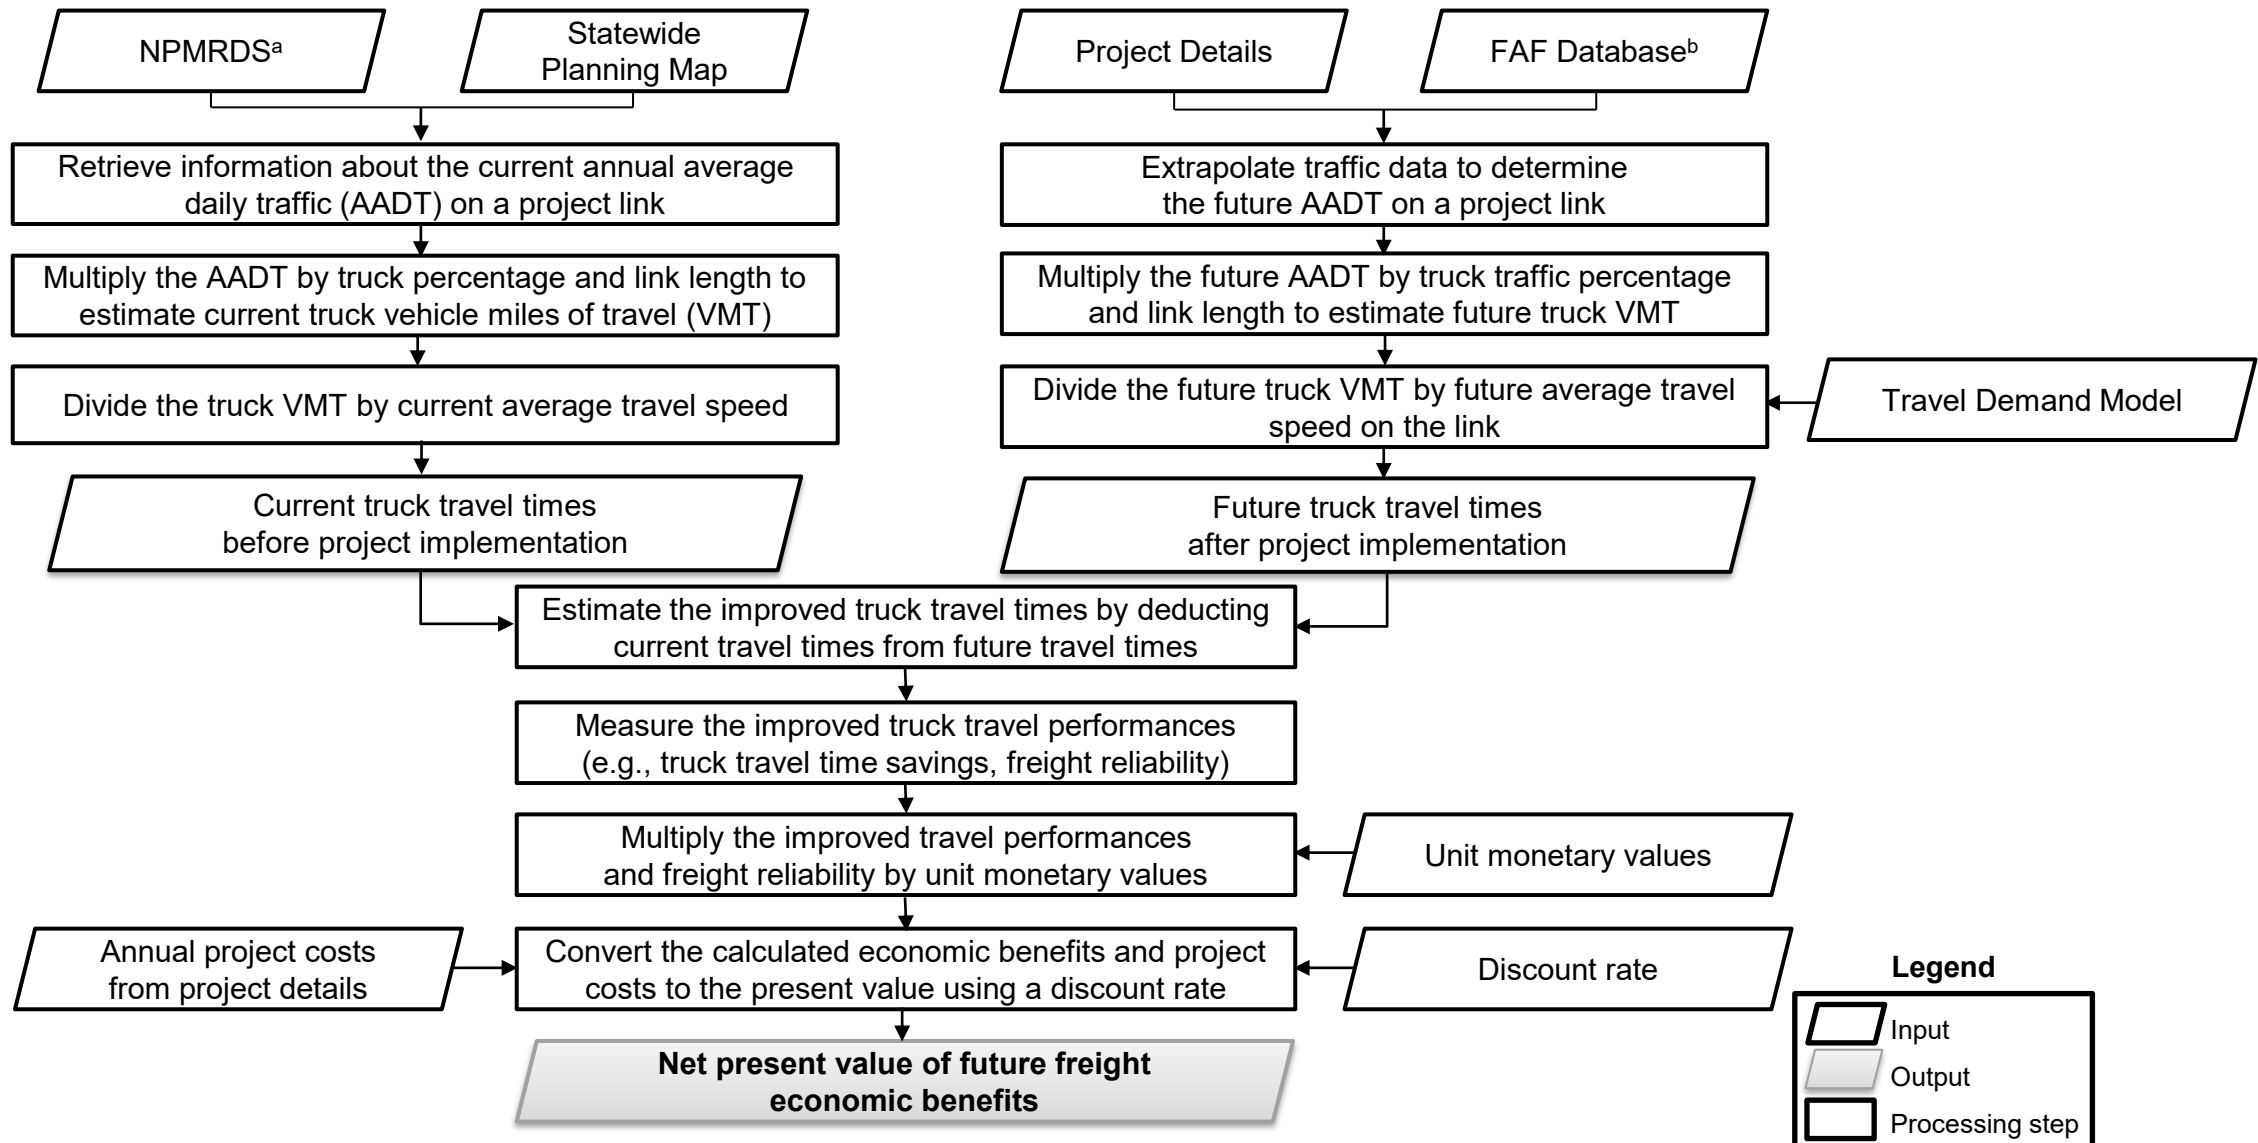 NPMRDSᵃ
Statewide
Planning Map
Project Details
FAF Databaseᵇ
Retrieve information about the current annual average
daily traffic (AADT) on a project link
Extrapolate traffic data to determine
the future AADT on a project link
Multiply the AADT by truck percentage and link length to
estimate current truck vehicle miles of travel (VMT)
Multiply the future AADT by truck traffic percentage
and link length to estimate future truck VMT
Divide the truck VMT by current average travel speed
Divide the future truck VMT by future average travel
speed on the link
Travel Demand Model
Current truck travel times
before project implementation
Future truck travel times
after project implementation
Estimate the improved truck travel times by deducting
current travel times from future travel times
Measure the improved truck travel performances
(e.g., truck travel time savings, freight reliability)
Multiply the improved travel performances
and freight reliability by unit monetary values
Unit monetary values
Annual project costs
from project details
Convert the calculated economic benefits and project
costs to the present value using a discount rate
Discount rate
Net present value of future freight
economic benefits
Legend
Input
Output
Processing step